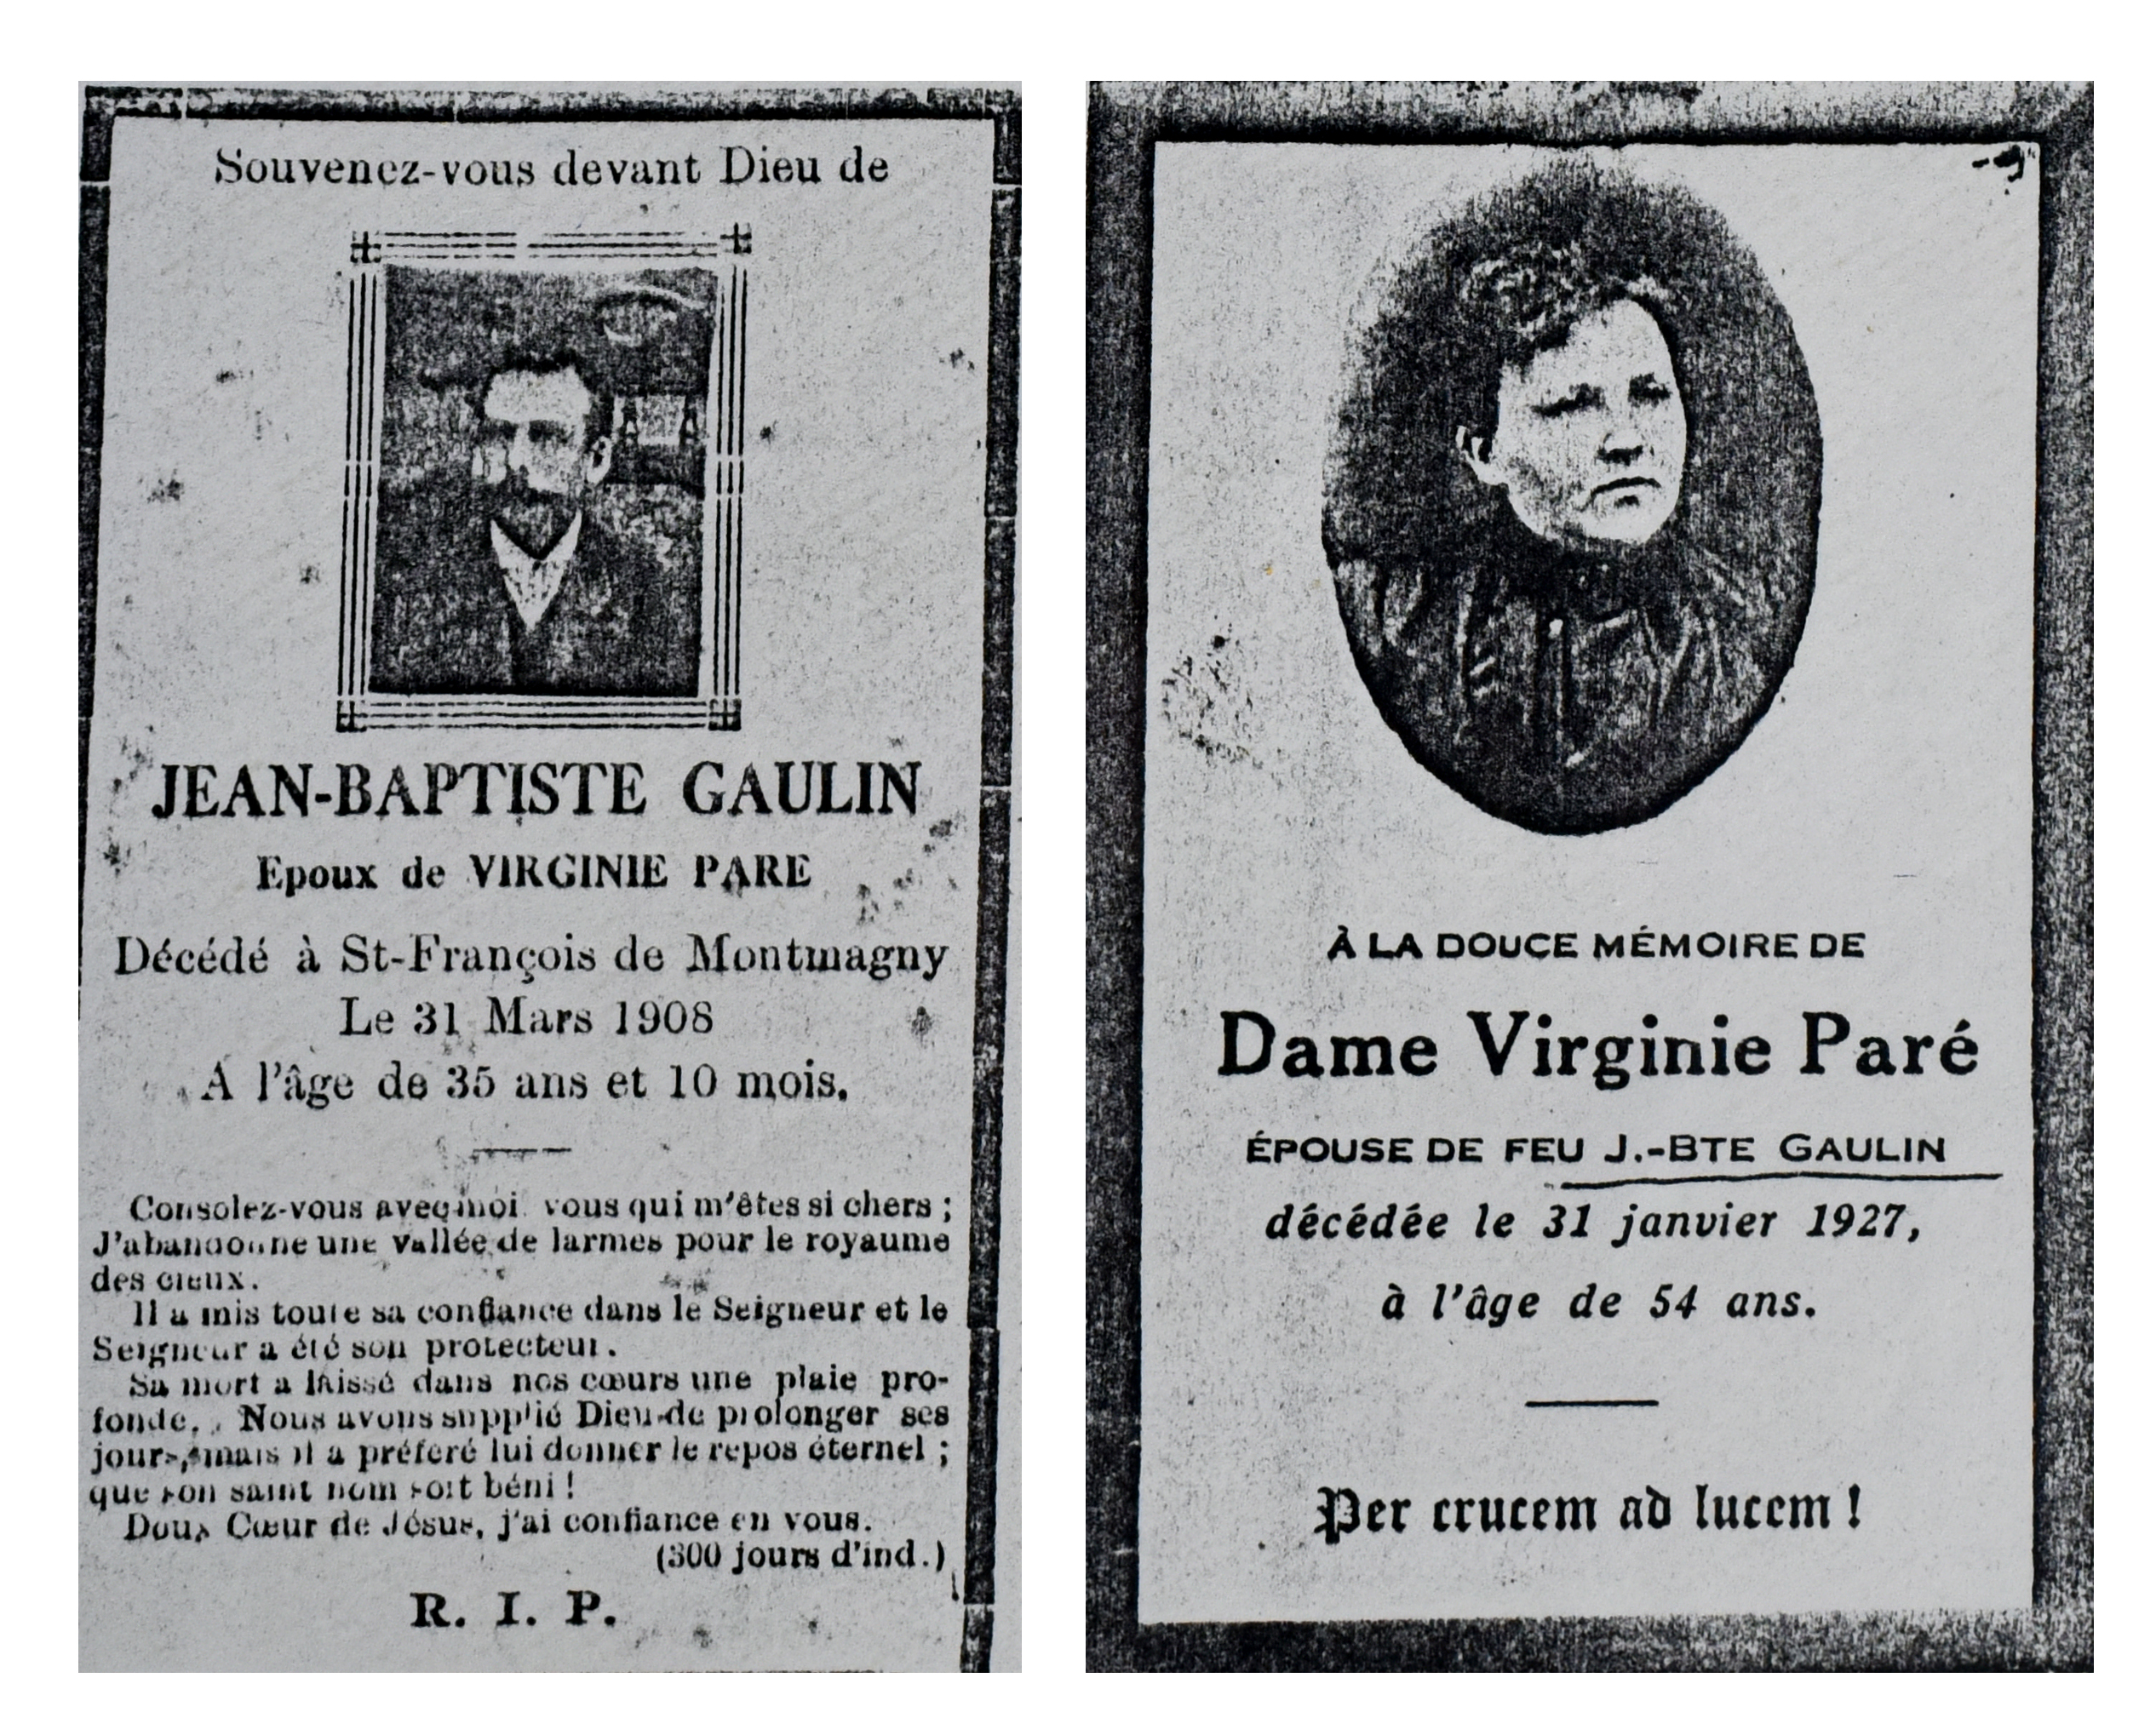 Souvenez-vous devant Dieu de
JEAN-BAPTISTE GAULIN
Epoux de VIRGINIE PARE
Décédé à St-François de Montmagny
Le 31 Mars 1908
A l'âge de 35 ans et 10 mois.
Consolez-vous avec moi vous qui m'êtes si chers ;
J'abandonne une vallée de larmes pour le royaume
des cieux.
Il a mis toute sa confiance dans le Seigneur et le
Seigneur a été son protecteur.
Sa mort a laissé dans nos cœurs une plaie pro-
fonde. Nous avons supplié Dieu de prolonger ses
jours, mais il a préféré lui donner le repos éternel ;
que son saint nom soit béni !
Doux Cœur de Jésus, j'ai confiance en vous.
(300 jours d'ind.)
R. I. P.
À LA DOUCE MÉMOIRE DE
Dame Virginie Paré
ÉPOUSE DE FEU J.-BTE GAULIN
décédée le 31 janvier 1927,
à l'âge de 54 ans.
Per crucem ad lucem !